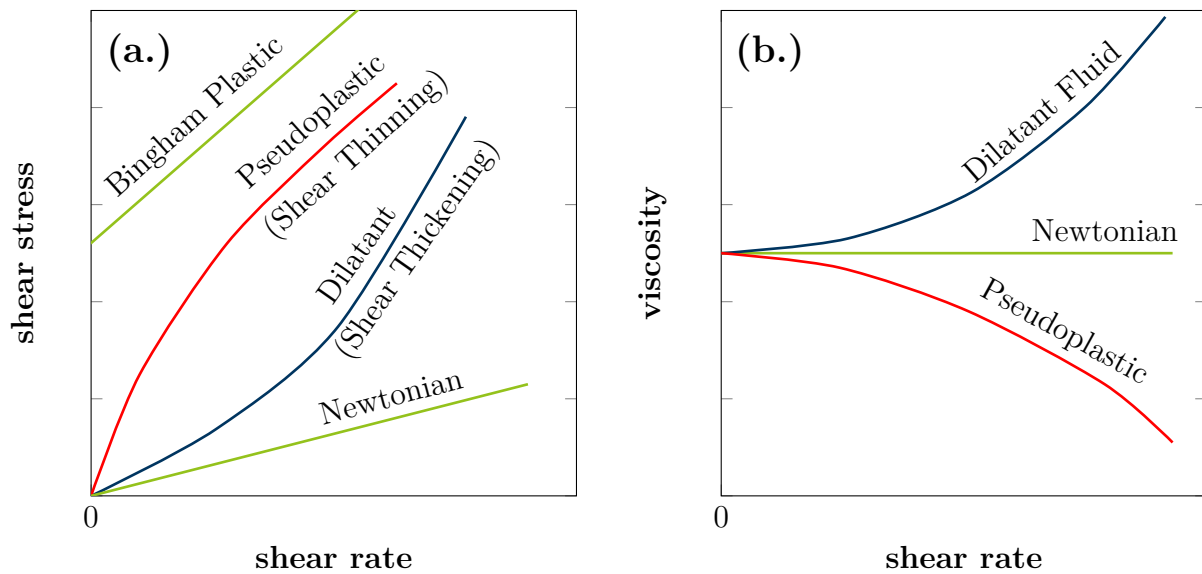 (a.)
Bingham Plastic
Pseudoplastic
(Shear Thinning)
Dilatant
(Shear Thickening)
Newtonian
shear stress
0
shear rate
(b.)
Dilatant Fluid
Newtonian
Pseudoplastic
viscosity
0
shear rate